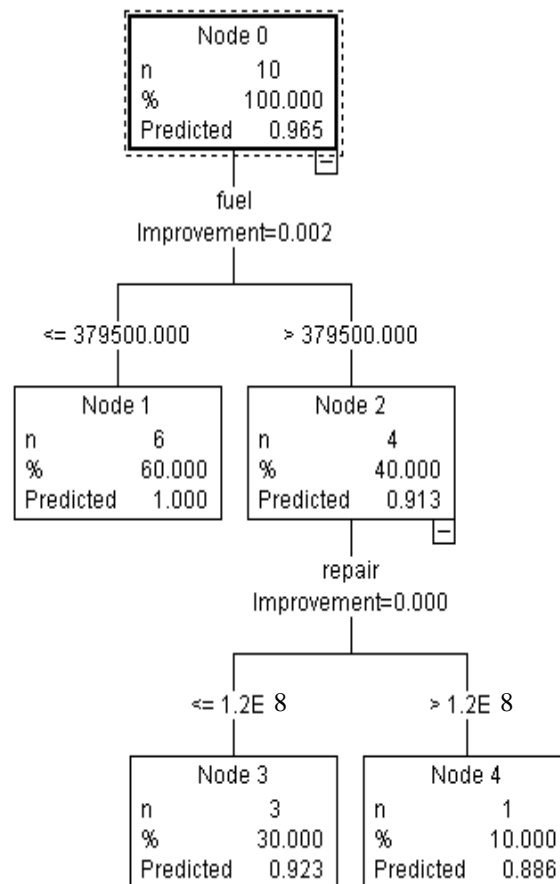 Node 0
n 10
% 100.000
Predicted 0.965
fuel
Improvement=0.002
<= 379500.000 > 379500.000
Node 1
n 6
% 60.000
Predicted 1.000
Node 2
n 4
% 40.000
Predicted 0.913
repair
Improvement=0.000
<= 1.2E 8 > 1.2E 8
Node 3
n 3
% 30.000
Predicted 0.923
Node 4
n 1
% 10.000
Predicted 0.886